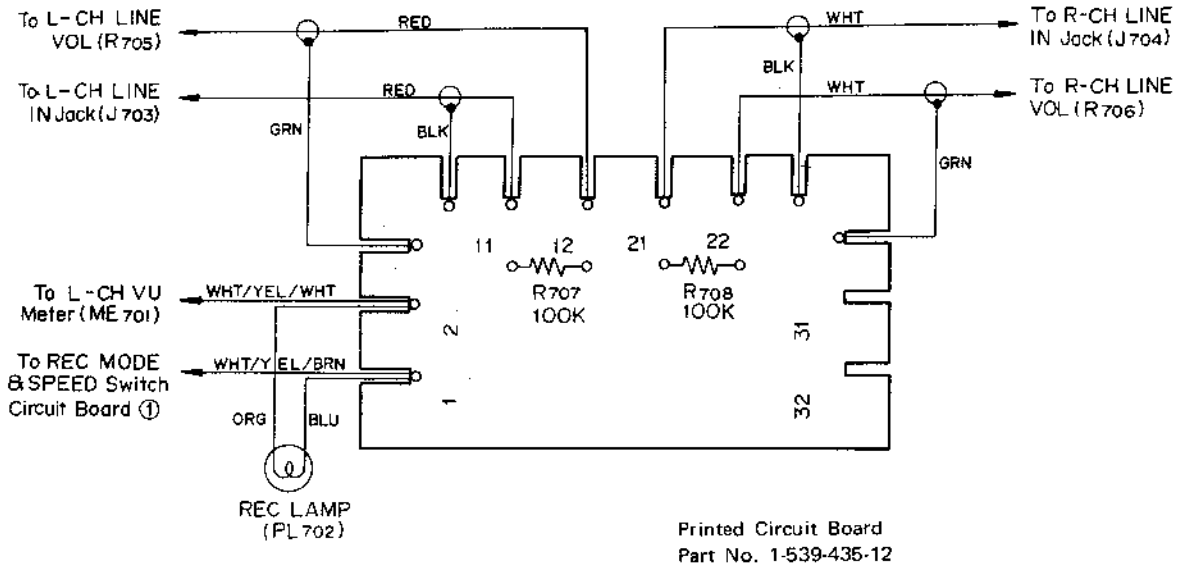 To L-CH LINE
VOL (R705)
RED
WHT
To R-CH LINE
IN Jack (J704)
To L-CH LINE
IN Jack (J703)
RED
BLK
WHT
To R-CH LINE
VOL (R706)
GRN
BLK
GRN
11
12
21
22
R707
100K
R708
100K
To L-CH VU
Meter (ME701)
WHT/YEL/WHT
2
31
To REC MODE
& SPEED Switch
Circuit Board ①
WHT/YEL/BRN
1
32
ORG
BLU
REC LAMP
(PL702)
Printed Circuit Board
Part No. 1-539-435-12